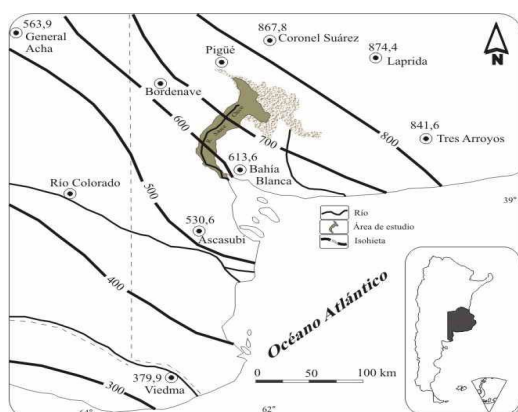 563,9
General
Acha
867,8
Coronel Suárez
Pigüé
874,4
Laprida
N
Bordenave
600
700
800
841,6
Tres Arroyos
613,6
Bahía
Blanca
Río Colorado
500
39°
530,6
Ascasubi
Río
Área de estudio
Isohieta
400
Océano Atlántico
379,9
Viedma
300
0 50 100 km
64°
62°